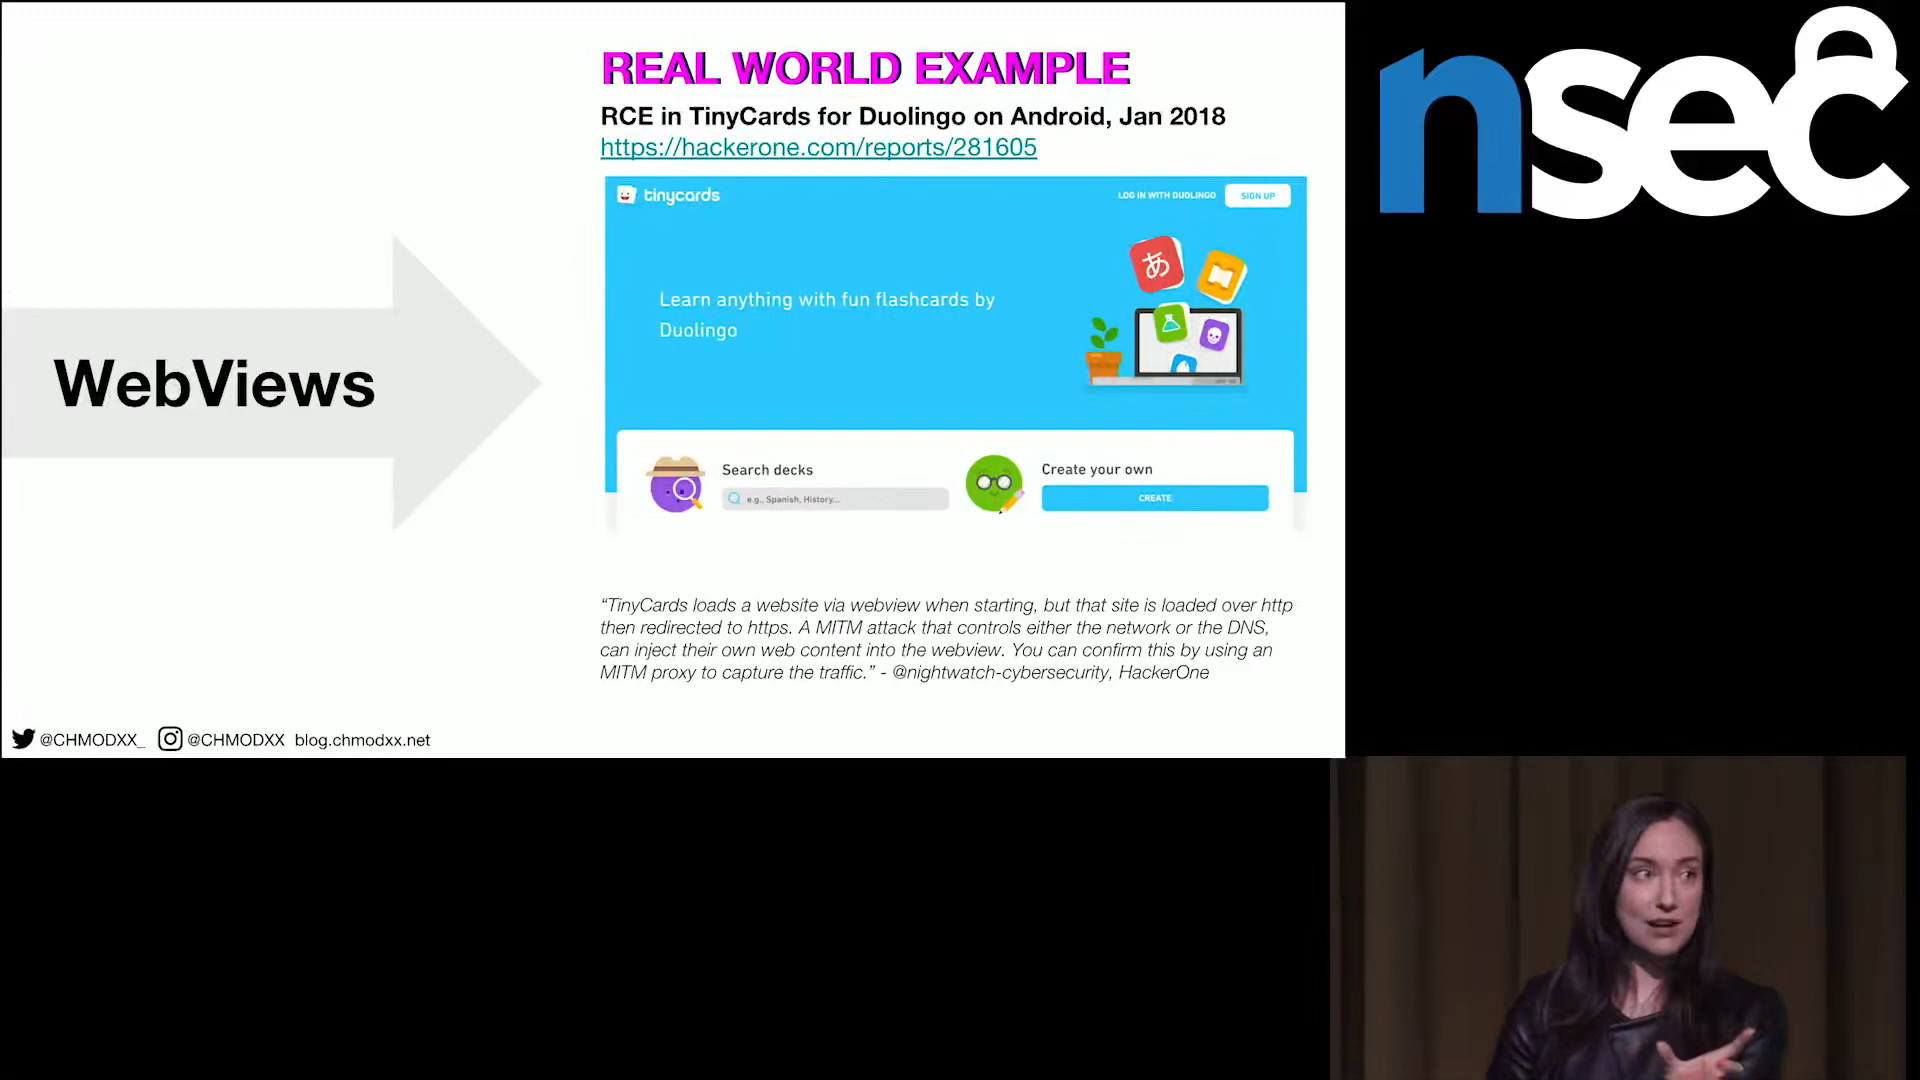 REAL WORLD EXAMPLE
RCE in TinyCards for Duolingo on Android, Jan 2018
https://hackerone.com/reports/281605
nsec
tinycards
LOG IN WITH DUOLINGO
SIGN UP
あ
Learn anything with fun flashcards by
Duolingo
WebViews
Search decks
e.g., Spanish, History...
Create your own
CREATE
“TinyCards loads a website via webview when starting, but that site is loaded over http
then redirected to https. A MITM attack that controls either the network or the DNS,
can inject their own web content into the webview. You can confirm this by using an
MITM proxy to capture the traffic.” - @nightwatch-cybersecurity, HackerOne
@CHMODXX_ @CHMODXX blog.chmodxx.net